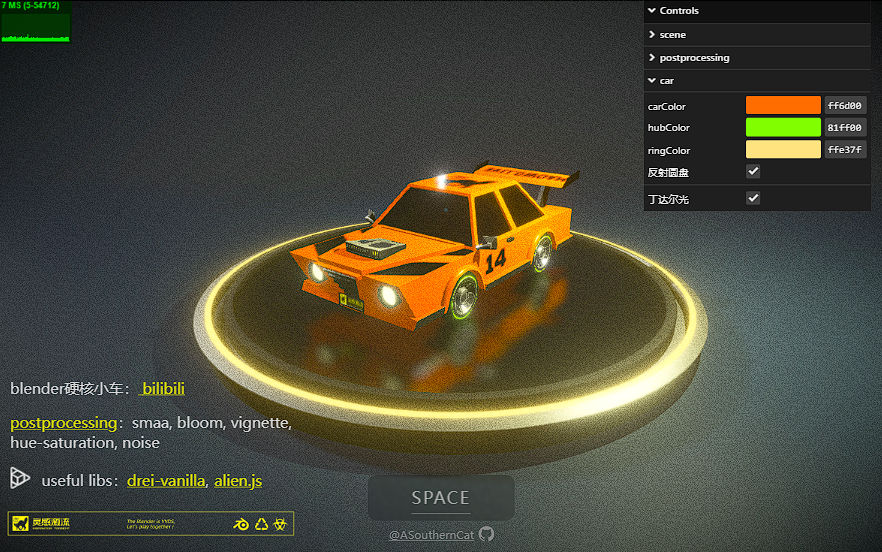 7 MS (5-54712)
Controls
scene
postprocessing
car
carColor
ff6d00
hubColor
81ff00
ringColor
ffe37f
反射圆盘
丁达尔光
14
blender硬核小车： bilibili
postprocessing：smaa, bloom, vignette,
hue-saturation, noise
useful libs：drei-vanilla, alien.js
灵感潮流
The Blender is YYDS,
Let's play together !
SPACE
@ASouthernCat